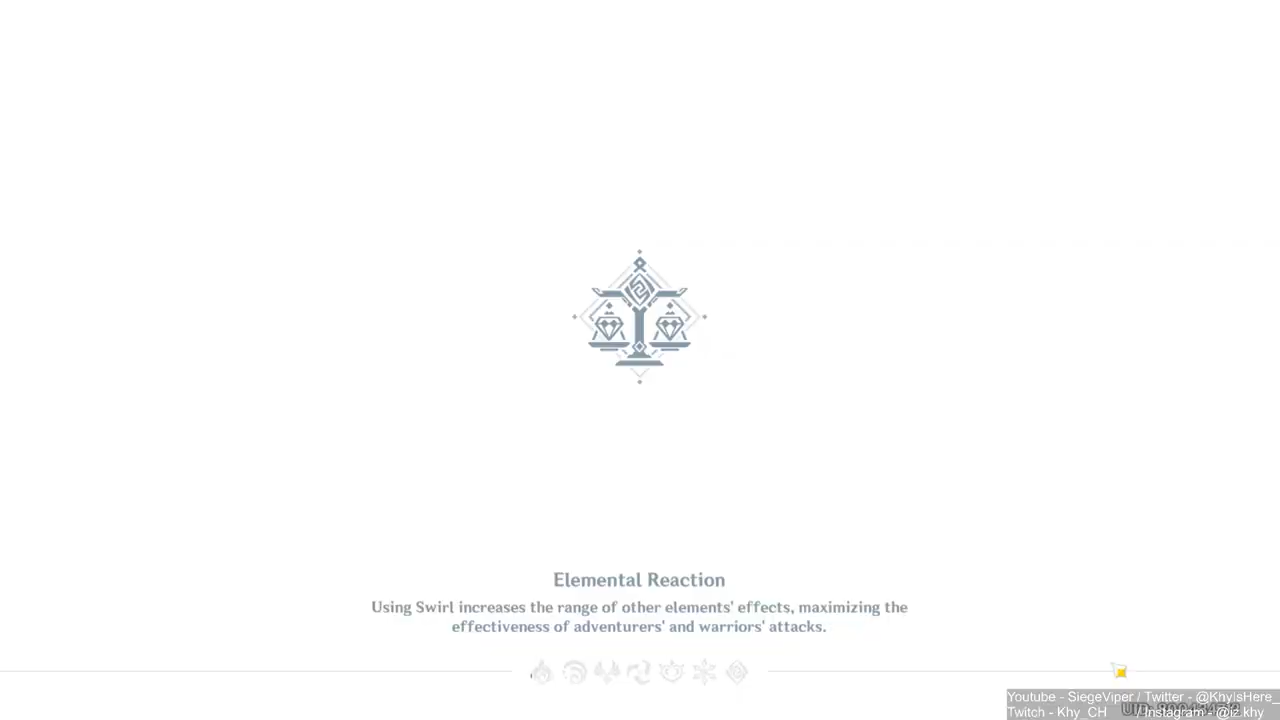 Elemental Reaction
Using Swirl increases the range of other elements' effects, maximizing the
effectiveness of adventurers' and warriors' attacks.
Youtube - SiegeViper / Twitter - @KhyIsHere_
Twitch - Khy_CH / Instagram - @iz.khy